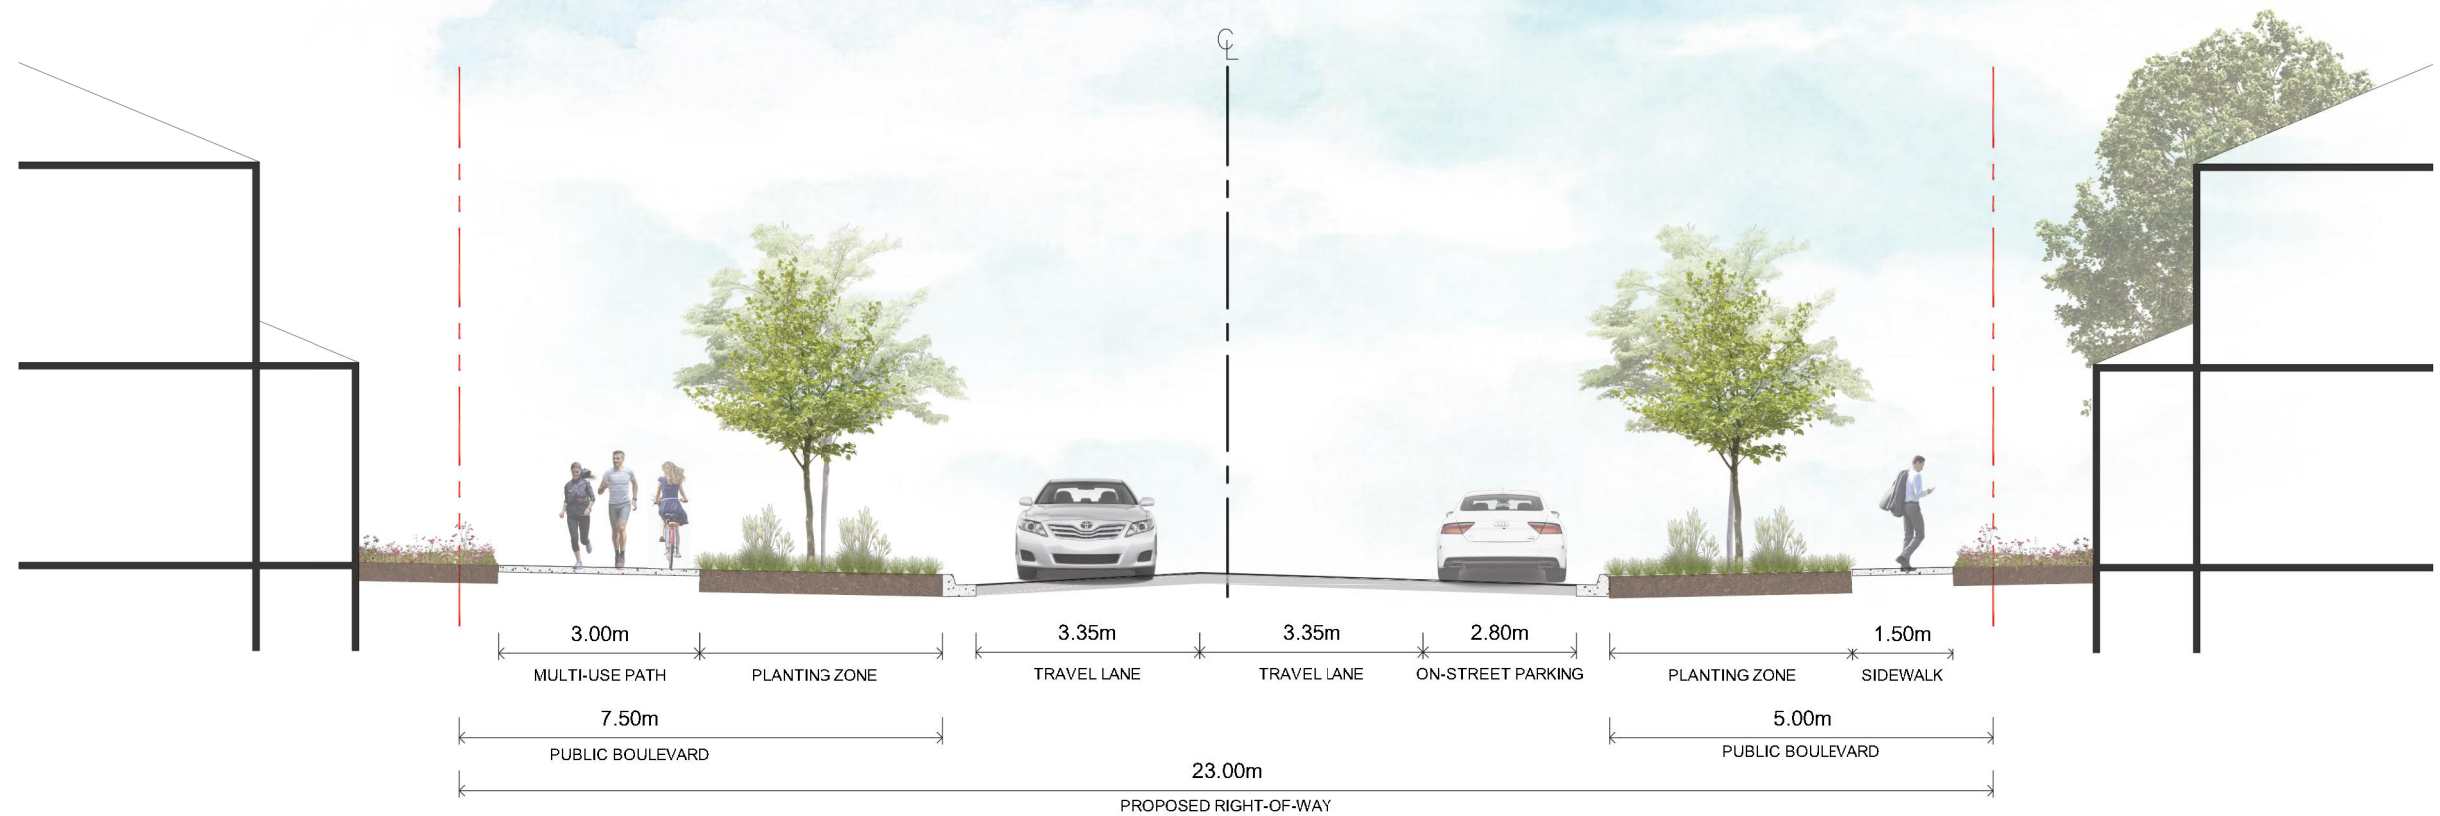 CL
3.00m
3.35m
3.35m
2.80m
1.50m
MULTI-USE PATH
PLANTING ZONE
TRAVEL LANE
TRAVEL LANE
ON-STREET PARKING
PLANTING ZONE
SIDEWALK
7.50m
5.00m
PUBLIC BOULEVARD
PUBLIC BOULEVARD
23.00m
PROPOSED RIGHT-OF-WAY